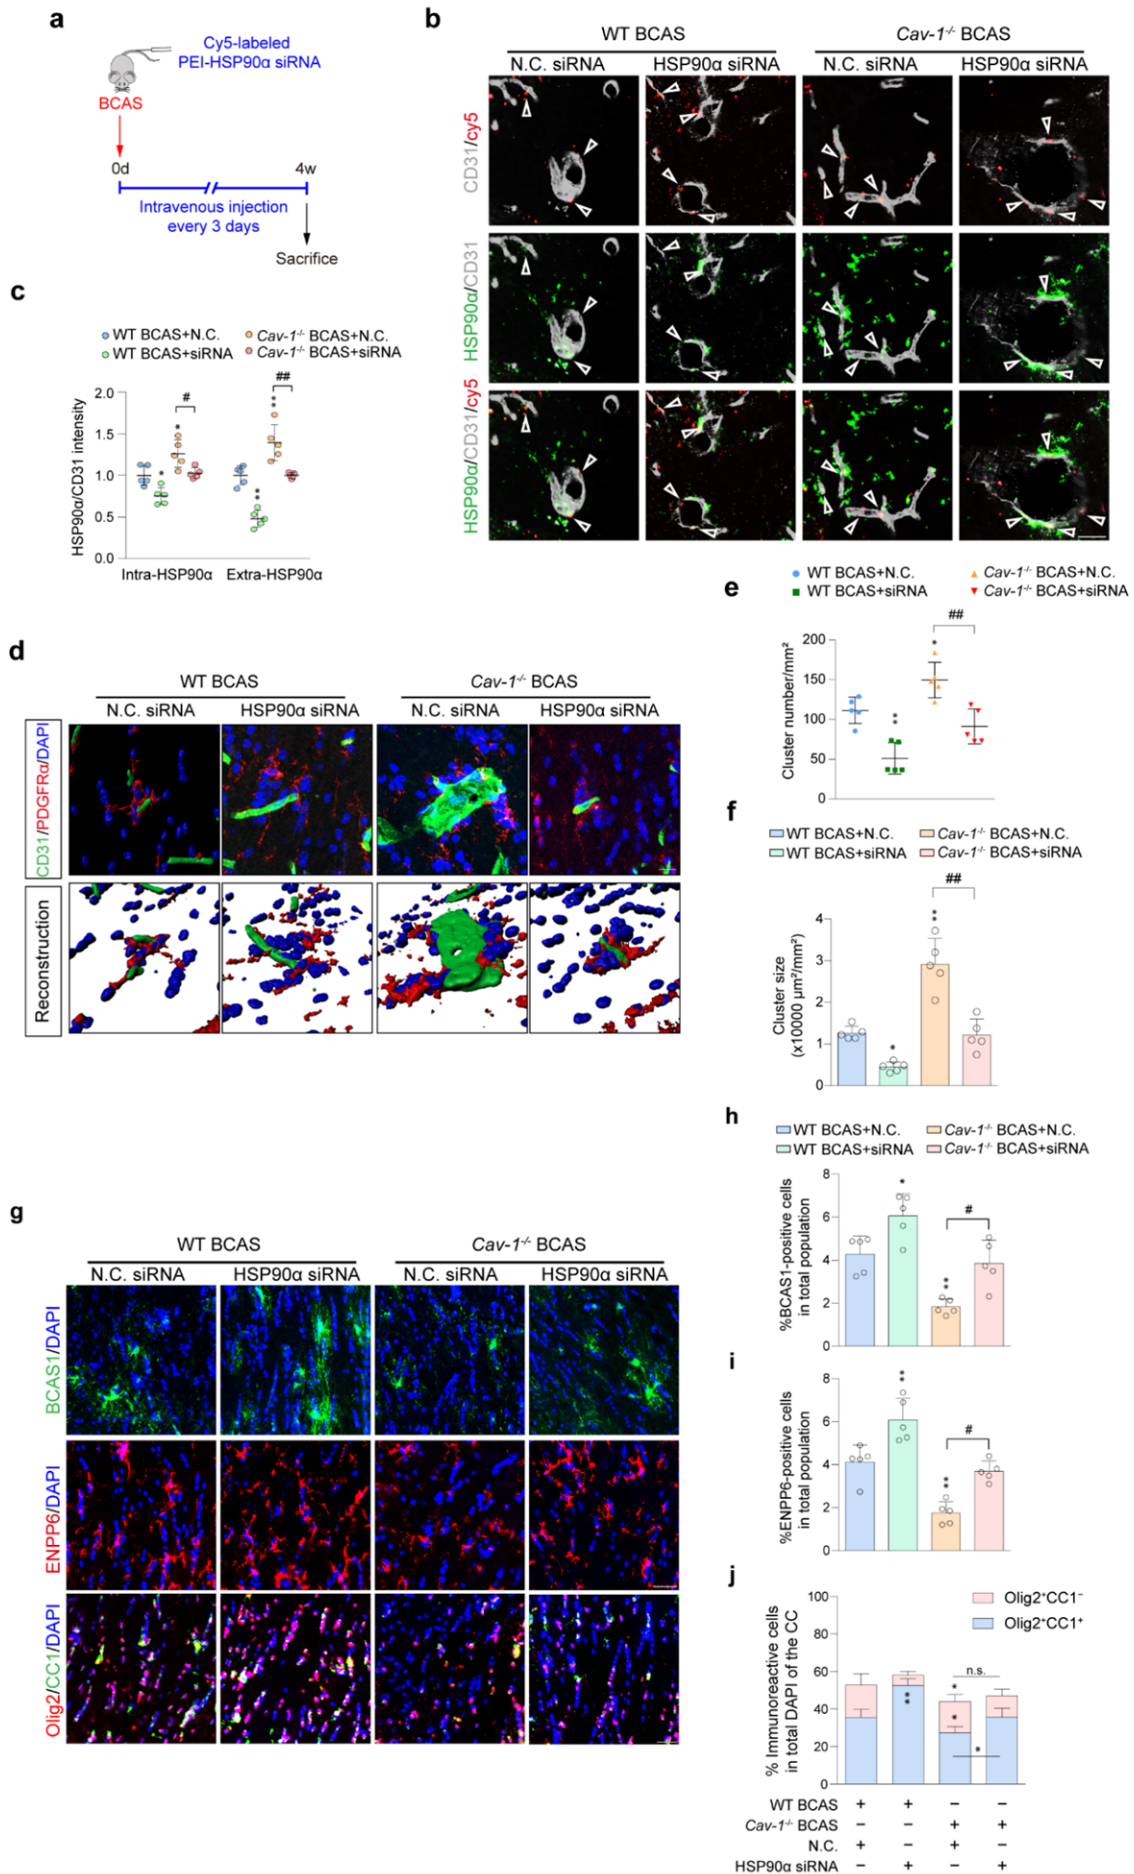 a
Cy5-labeled
PEI-HSP90α siRNA
BCAS
0d
4w
Intravenous injection
every 3 days
Sacrifice
b
WT BCAS
Cav-1-/- BCAS
N.C. siRNA
HSP90α siRNA
N.C. siRNA
HSP90α siRNA
CD31/cy5
HSP90α/CD31
HSP90α/CD31/cy5
c
WT BCAS+N.C.
Cav-1-/- BCAS+N.C.
WT BCAS+siRNA
Cav-1-/- BCAS+siRNA
HSP90α/CD31 intensity
2.0
1.5
1.0
0.5
0.0
*
*
#
**
**
##
Intra-HSP90α
Extra-HSP90α
d
WT BCAS
Cav-1-/- BCAS
N.C. siRNA
HSP90α siRNA
N.C. siRNA
HSP90α siRNA
CD31/PDGFRα/DAPI
Reconstruction
e
WT BCAS+N.C.
Cav-1-/- BCAS+N.C.
WT BCAS+siRNA
Cav-1-/- BCAS+siRNA
Cluster number/mm²
200
150
100
50
0
**
*
##
f
WT BCAS+N.C.
Cav-1-/- BCAS+N.C.
WT BCAS+siRNA
Cav-1-/- BCAS+siRNA
Cluster size
(x10000 μm²/mm²)
4
3
2
1
0
*
**
##
g
WT BCAS
Cav-1-/- BCAS
N.C. siRNA
HSP90α siRNA
N.C. siRNA
HSP90α siRNA
BCAS1/DAPI
ENPP6/DAPI
Olig2/CC1/DAPI
h
WT BCAS+N.C.
Cav-1-/- BCAS+N.C.
WT BCAS+siRNA
Cav-1-/- BCAS+siRNA
%BCAS1-positive cells
in total population
8
6
4
2
0
*
**
#
i
%ENPP6-positive cells
in total population
8
6
4
2
0
**
**
#
j
Olig2⁺CC1⁻
Olig2⁺CC1⁺
% Immunoreactive cells
in total DAPI of the CC
100
80
60
40
20
0
**
*
*
n.s.
*
WT BCAS + + − −
Cav-1-/- BCAS − − + +
N.C. + − + −
HSP90α siRNA − + − +